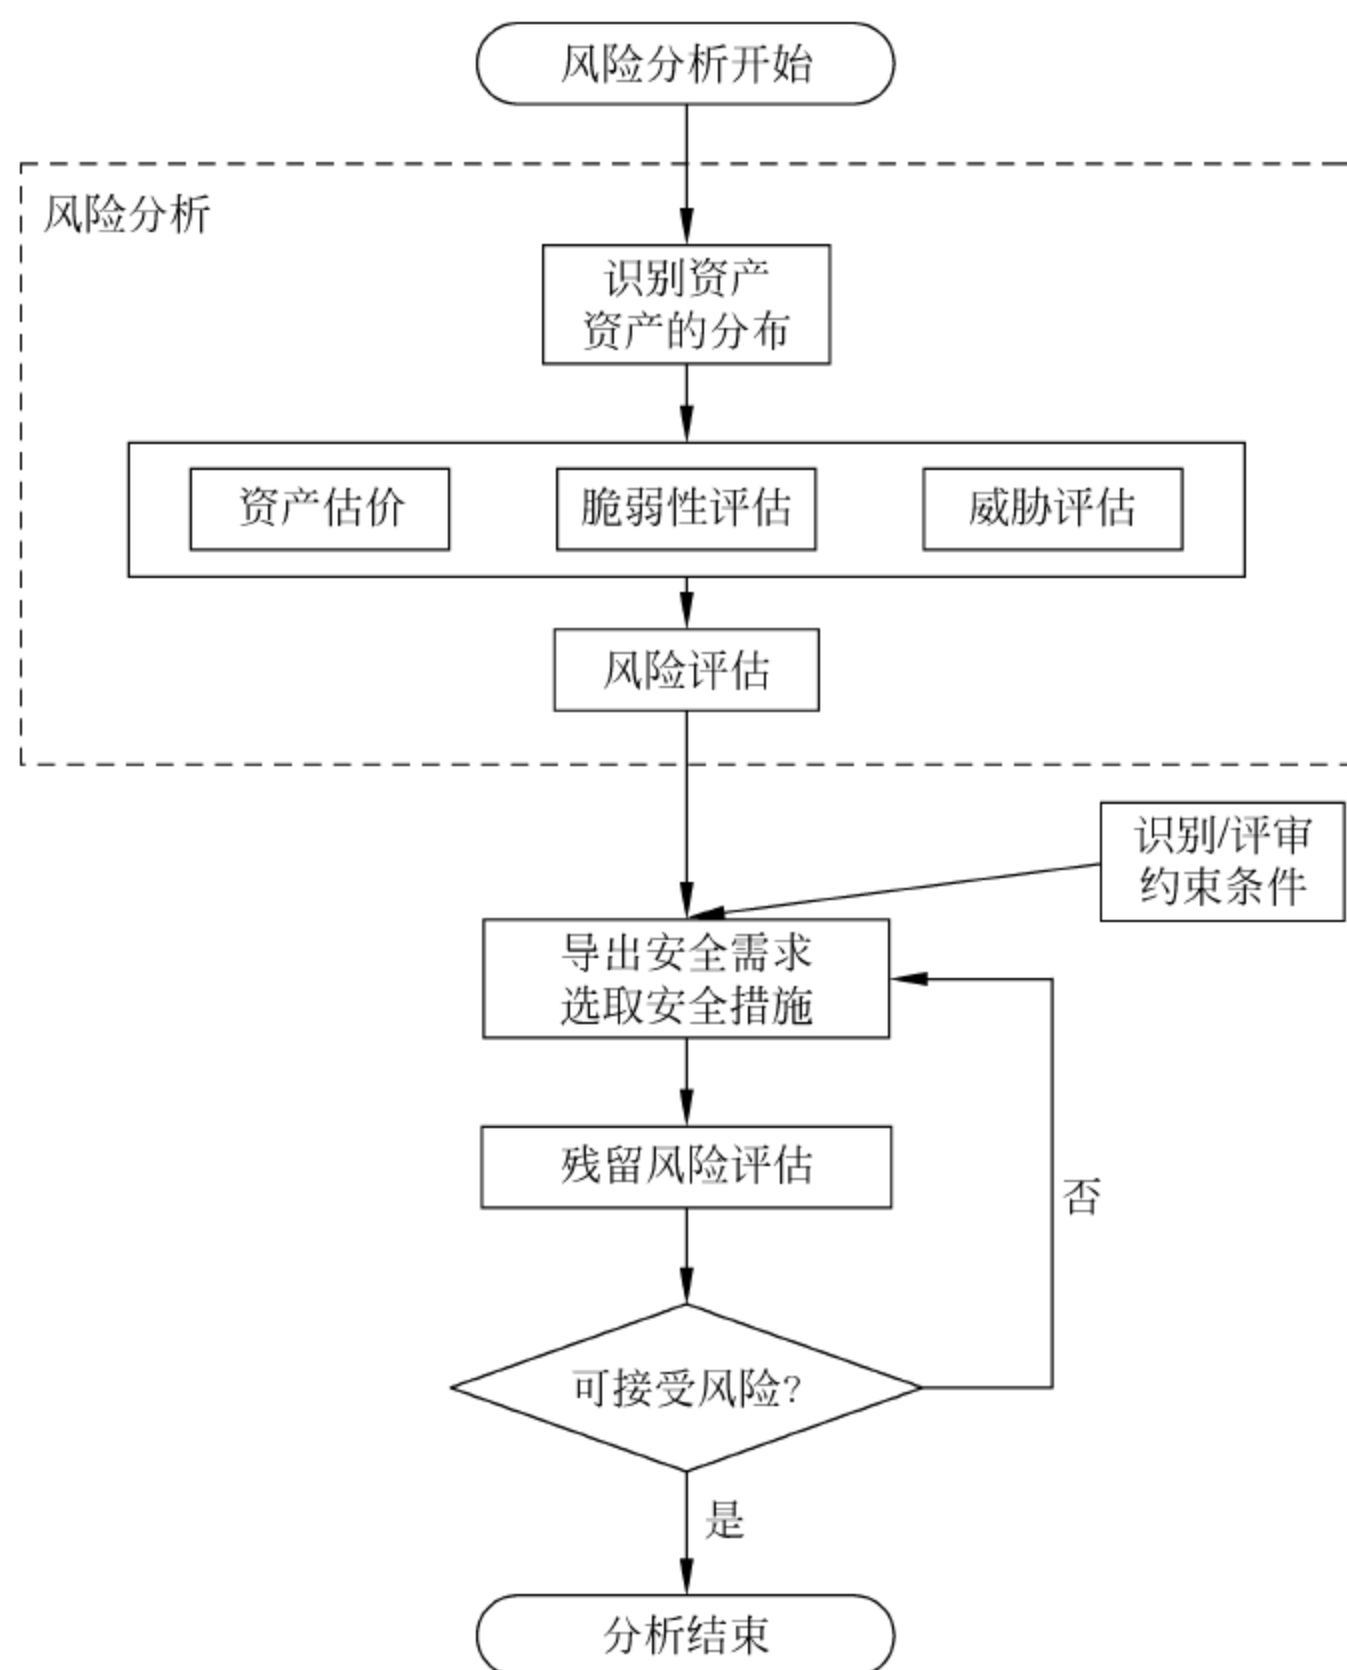 风险分析开始
风险分析
识别资产
资产的分布
资产估价
脆弱性评估
威胁评估
风险评估
识别/评审
约束条件
导出安全需求
选取安全措施
残留风险评估
否
可接受风险?
是
分析结束